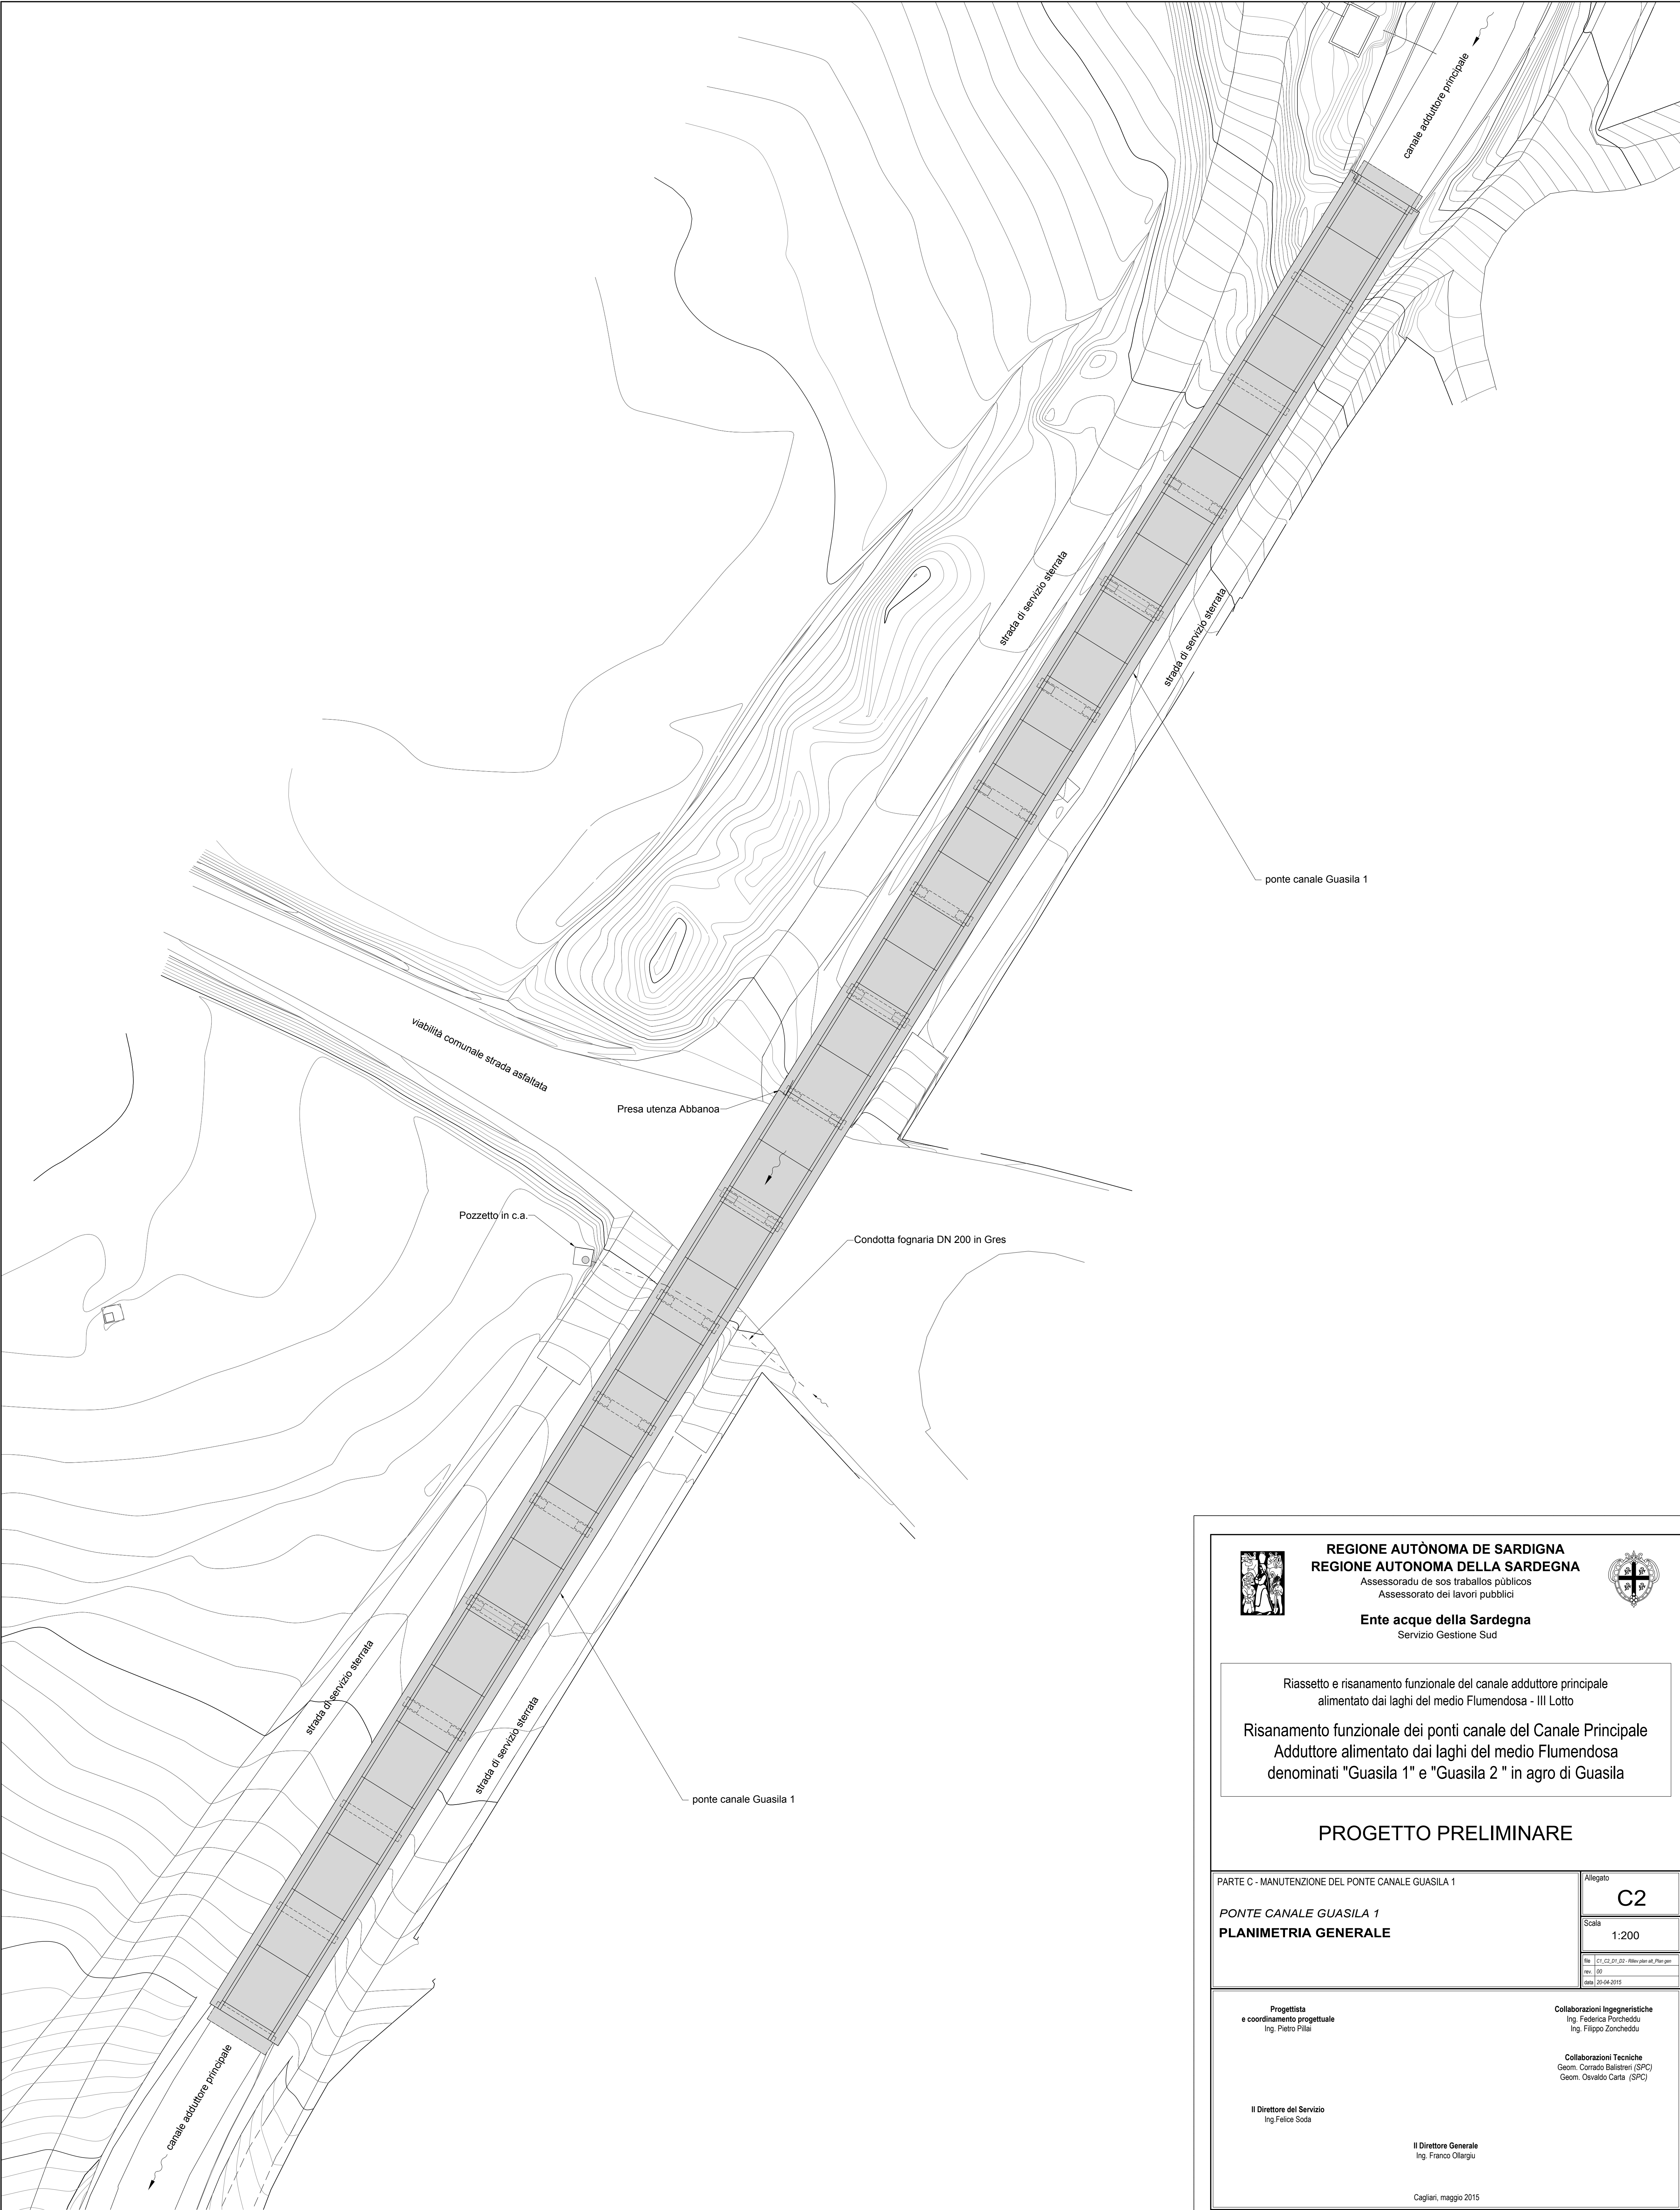 canale adduttore principale
strada di servizio sterrata
strada di servizio sterrata
ponte canale Guasila 1
viabilità comunale strada asfaltata
Presa utenza Abbanoa
Pozzetto in c.a.
Condotta fognaria DN 200 in Gres
strada di servizio sterrata
strada di servizio sterrata
ponte canale Guasila 1
canale adduttore principale
REGIONE AUTÒNOMA DE SARDIGNA
REGIONE AUTONOMA DELLA SARDEGNA
Assessoradu de sos traballos pùblicos
Assessorato dei lavori pubblici
Ente acque della Sardegna
Servizio Gestione Sud
Riassetto e risanamento funzionale del canale adduttore principale
alimentato dai laghi del medio Flumendosa - III Lotto
Risanamento funzionale dei ponti canale del Canale Principale
Adduttore alimentato dai laghi del medio Flumendosa
denominati "Guasila 1" e "Guasila 2 " in agro di Guasila
PROGETTO PRELIMINARE
PARTE C - MANUTENZIONE DEL PONTE CANALE GUASILA 1
PONTE CANALE GUASILA 1
PLANIMETRIA GENERALE
Allegato
C2
Scala
1:200
file C1_C2_D1_D2 - Riliev plan alt_Plan gen
rev. 00
data 20-04-2015
Progettista
e coordinamento progettuale
Ing. Pietro Pillai
Collaborazioni Ingegneristiche
Ing. Federica Porcheddu
Ing. Filippo Zoncheddu
Collaborazioni Tecniche
Geom. Corrado Balistreri (SPC)
Geom. Osvaldo Carta (SPC)
Il Direttore del Servizio
Ing.Felice Soda
Il Direttore Generale
Ing. Franco Ollargiu
Cagliari, maggio 2015